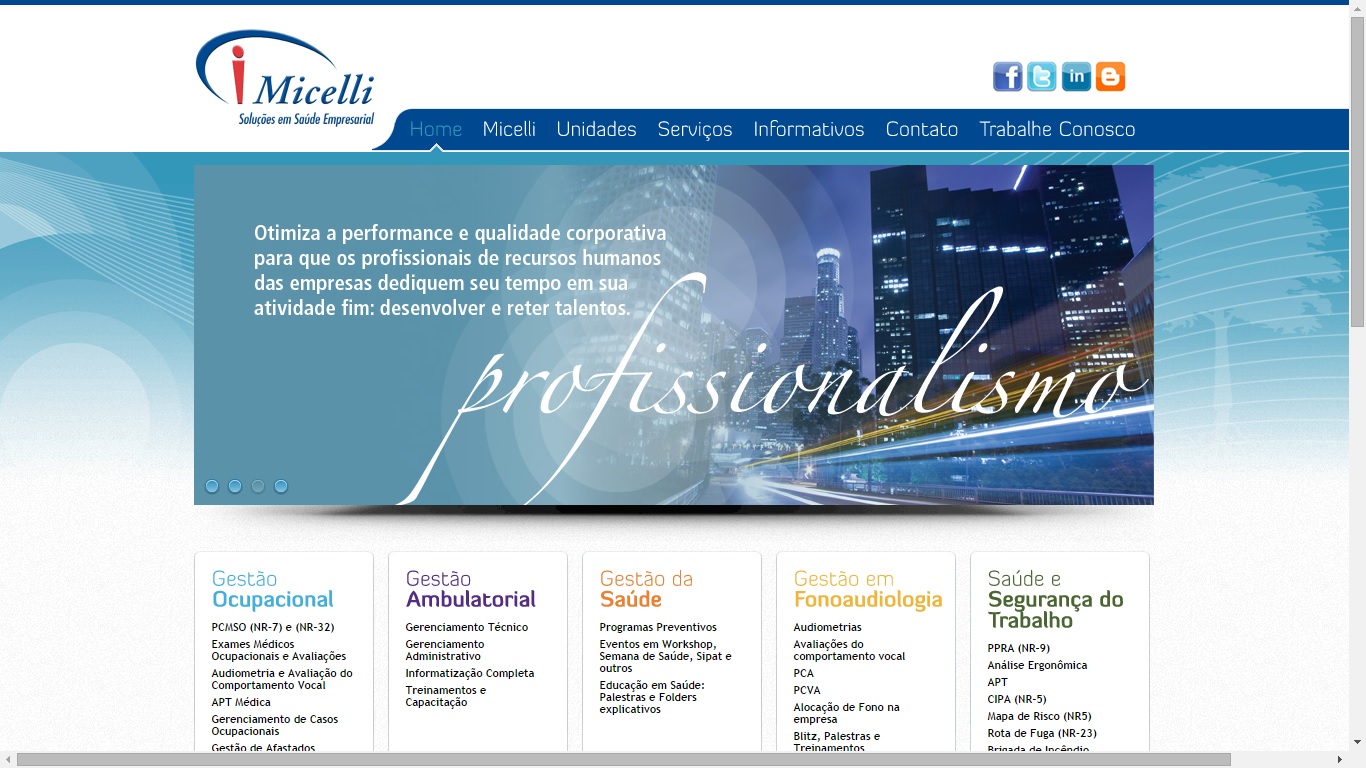 Micelli
Soluções em Saúde Empresarial
Home Micelli Unidades Serviços Informativos Contato Trabalhe Conosco
Otimiza a performance e qualidade corporativa
para que os profissionais de recursos humanos
das empresas dediquem seu tempo em sua
atividade fim: desenvolver e reter talentos.
profissionalismo
Gestão
Ocupacional
PCMSO (NR-7) e (NR-32)
Exames Médicos
Ocupacionais e Avaliações
Audiometria e Avaliação do
Comportamento Vocal
APT Médica
Gerenciamento de Casos
Ocupacionais
Gestão de Afastados
Gestão
Ambulatorial
Gerenciamento Técnico
Gerenciamento
Administrativo
Informatização Completa
Treinamentos e
Capacitação
Gestão da
Saúde
Programas Preventivos
Eventos em Workshop,
Semana de Saúde, Sipat e
outros
Educação em Saúde:
Palestras e Folders
explicativos
Gestão em
Fonoaudiologia
Audiometrias
Avaliações do
comportamento vocal
PCA
PCVA
Alocação de Fono na
empresa
Blitz, Palestras e
Treinamentos
Saúde e
Segurança do
Trabalho
PPRA (NR-9)
Análise Ergonômica
APT
CIPA (NR-5)
Mapa de Risco (NR5)
Rota de Fuga (NR-23)
Brigada de Incêndio